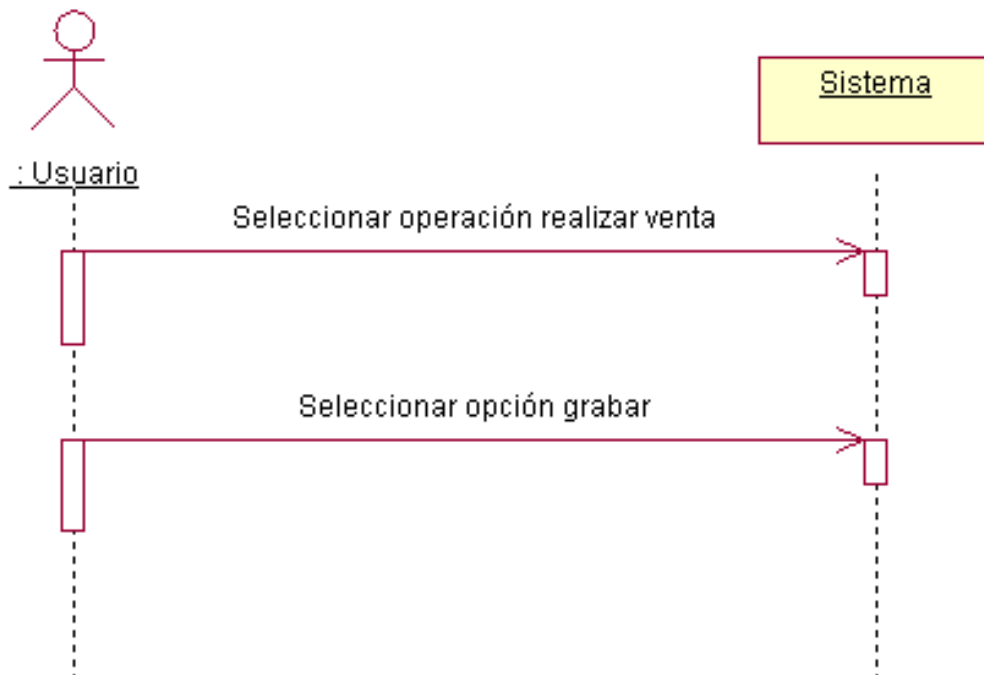 Sistema
: Usuario
Seleccionar operación realizar venta
Seleccionar opción grabar